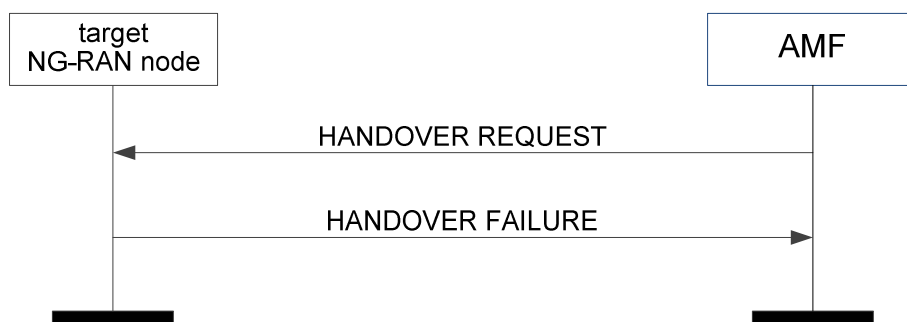 target
NG-RAN node
AMF
HANDOVER REQUEST
HANDOVER FAILURE